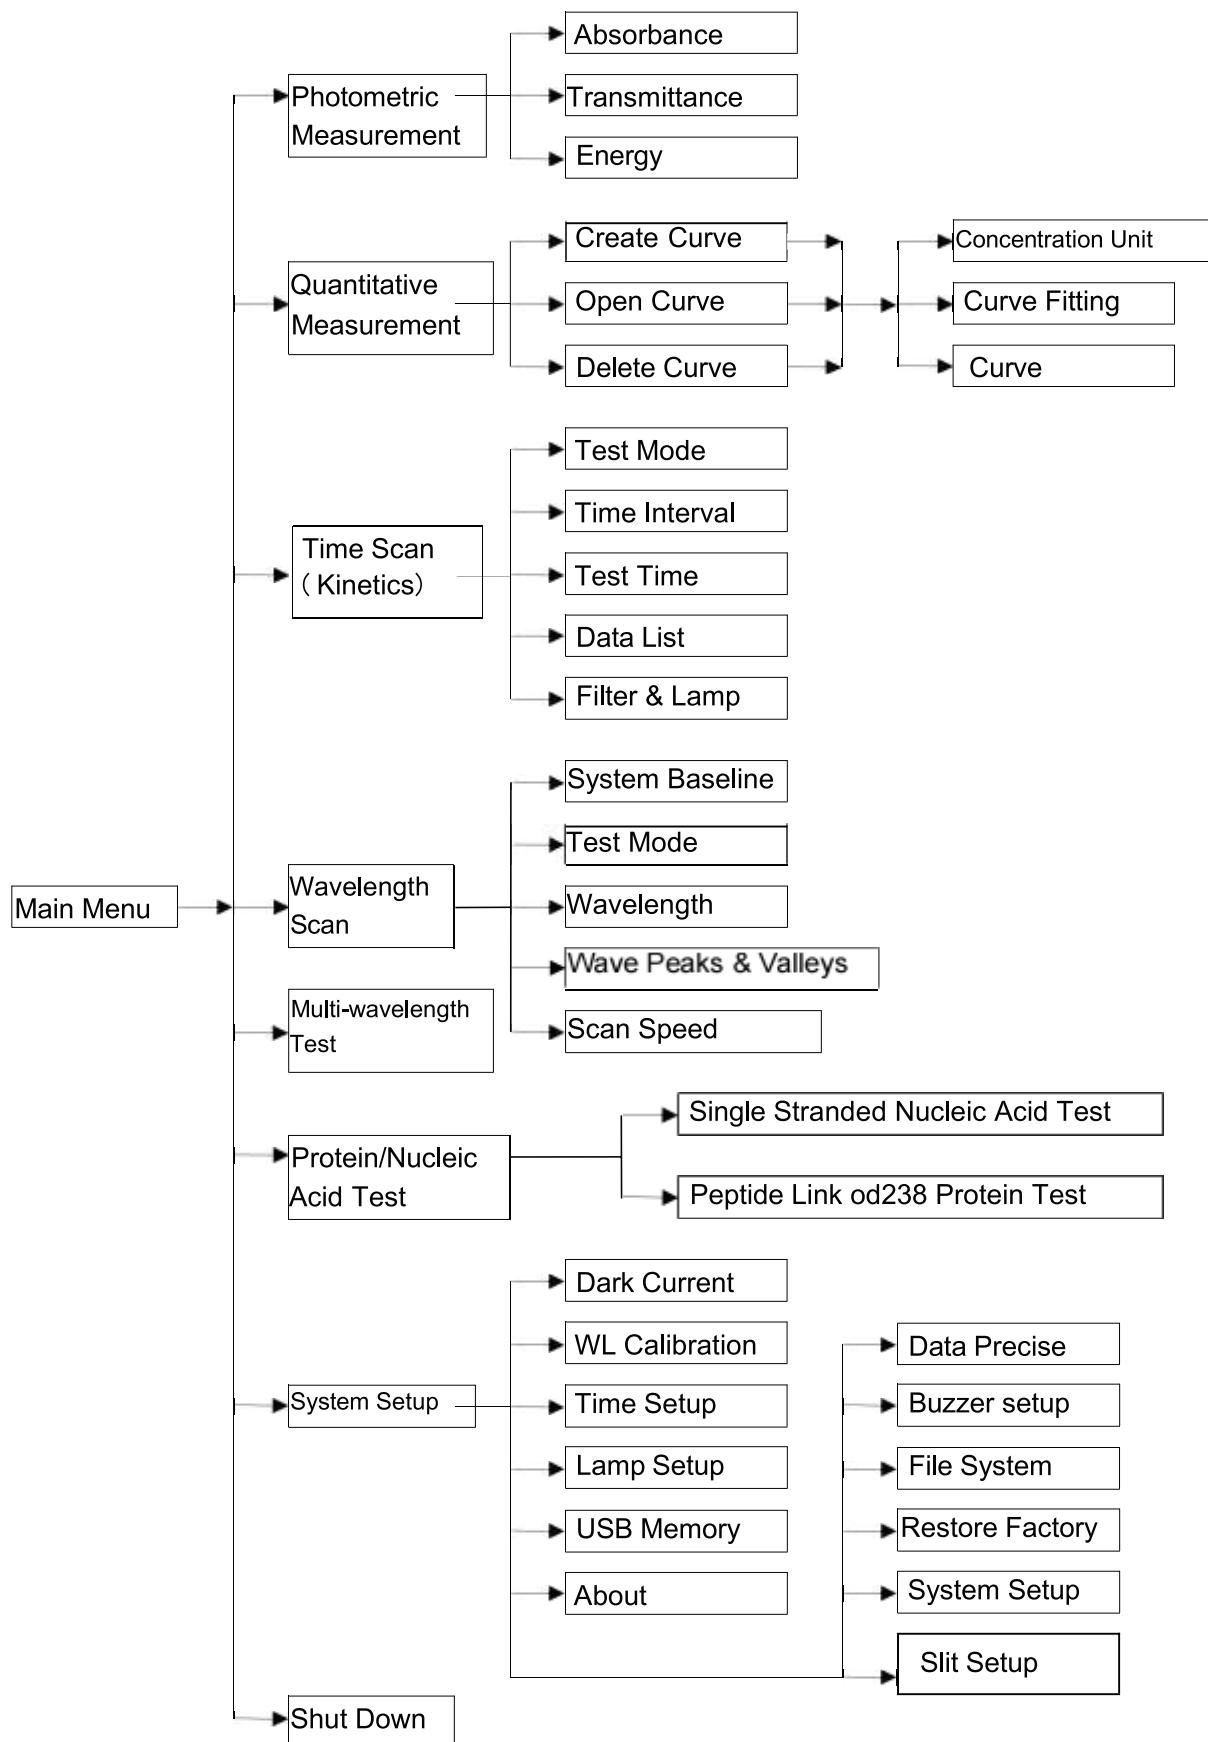 Absorbance
Photometric
Measurement
Transmittance
Energy
Create Curve
Concentration Unit
Quantitative
Measurement
Open Curve
Curve Fitting
Delete Curve
Curve
Test Mode
Time Interval
Time Scan
( Kinetics)
Test Time
Data List
Filter & Lamp
System Baseline
Test Mode
Main Menu
Wavelength
Scan
Wavelength
Wave Peaks & Valleys
Multi-wavelength
Test
Scan Speed
Single Stranded Nucleic Acid Test
Protein/Nucleic
Acid Test
Peptide Link od238 Protein Test
Dark Current
WL Calibration
Data Precise
System Setup
Time Setup
Buzzer setup
Lamp Setup
File System
USB Memory
Restore Factory
About
System Setup
Slit Setup
Shut Down